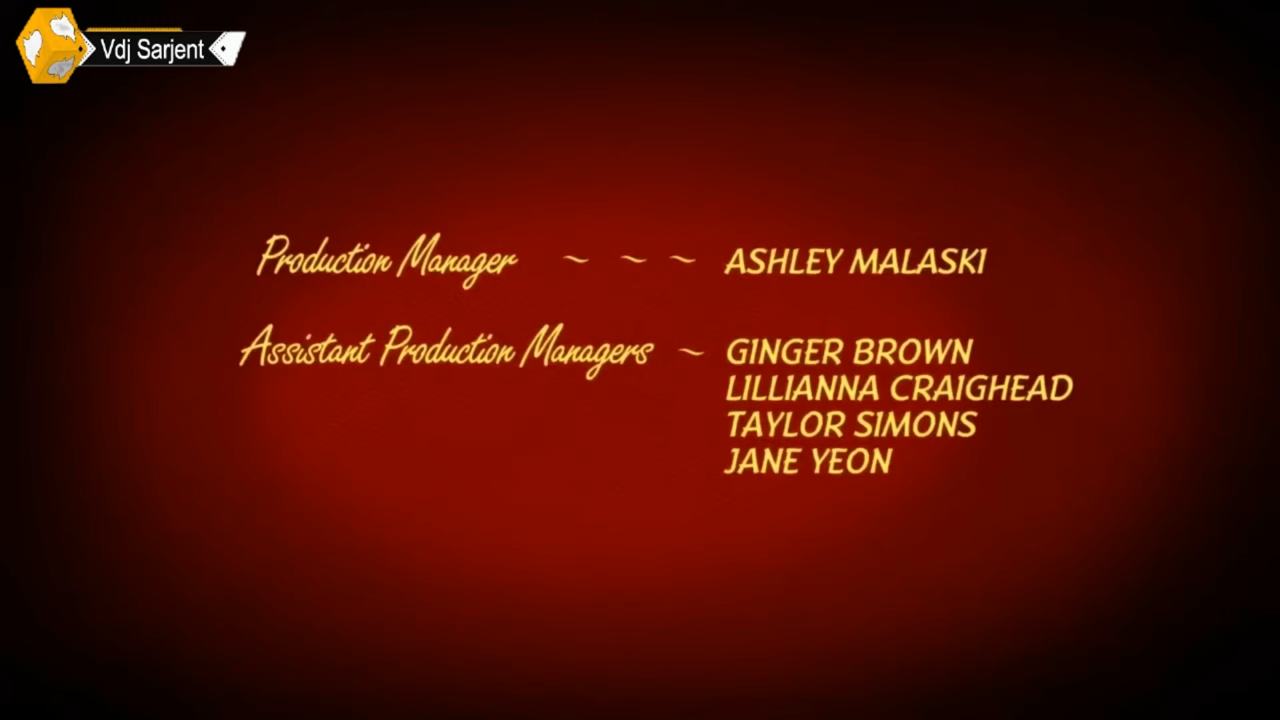 Vdj Sarjent
Production Manager ~ ~ ~ ASHLEY MALASKI
Assistant Production Managers ~ GINGER BROWN
LILLIANNA CRAIGHEAD
TAYLOR SIMONS
JANE YEON